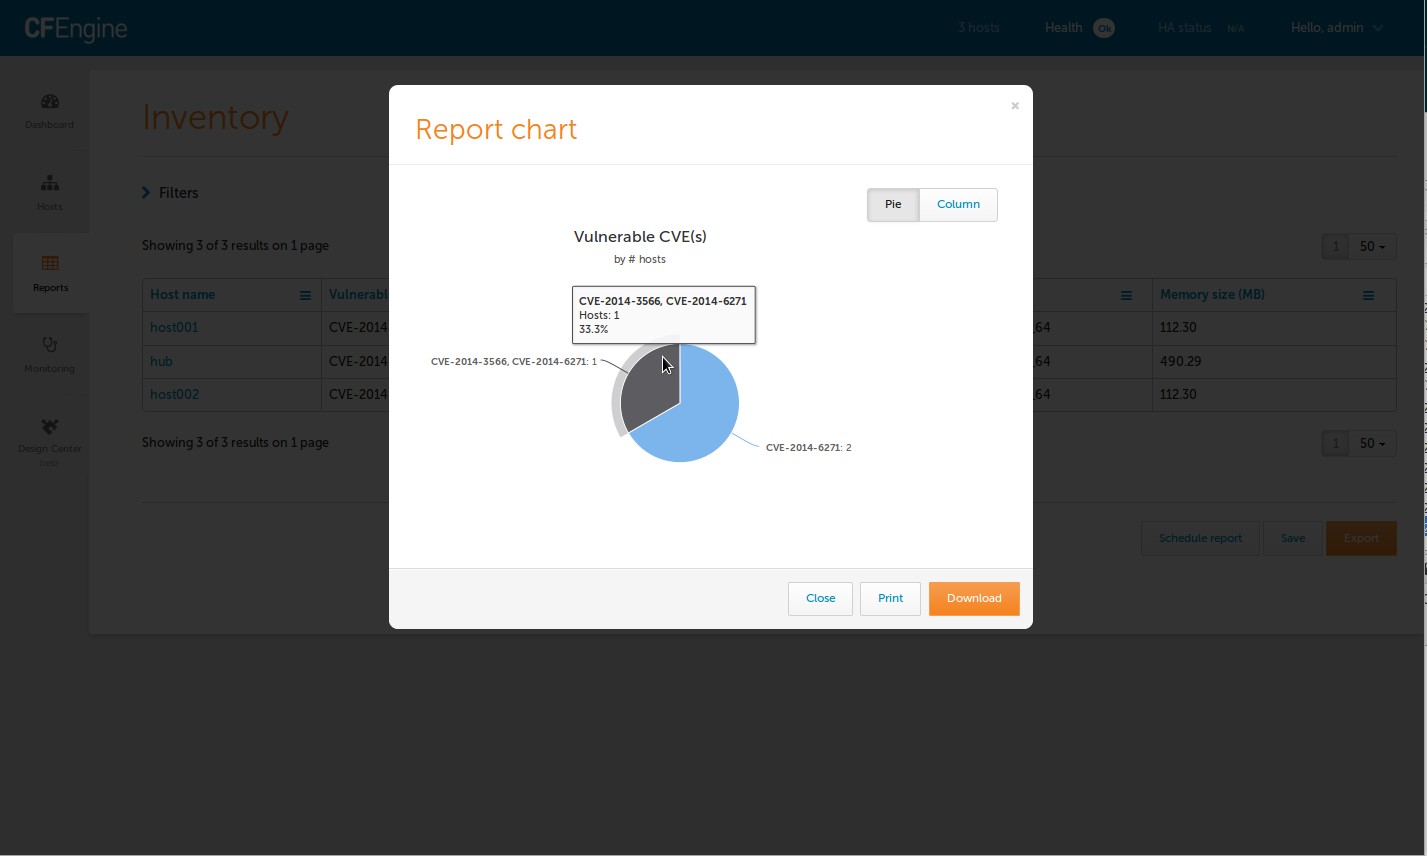 CFEngine
3 hosts
Health Ok
HA status N/A
Hello, admin
Dashboard
Hosts
Reports
Monitoring
Design Center
beta
Inventory
Filters
Showing 3 of 3 results on 1 page
1 50
Host name Vulnerabl Memory size (MB)
host001 CVE-2014 64 112.30
hub CVE-2014 64 490.29
host002 CVE-2014 64 112.30
Showing 3 of 3 results on 1 page
1 50
Schedule report Save Export
Report chart
×
Pie Column
Vulnerable CVE(s)
by # hosts
CVE-2014-3566, CVE-2014-6271
Hosts: 1
33.3%
CVE-2014-3566, CVE-2014-6271: 1
CVE-2014-6271: 2
Close Print Download